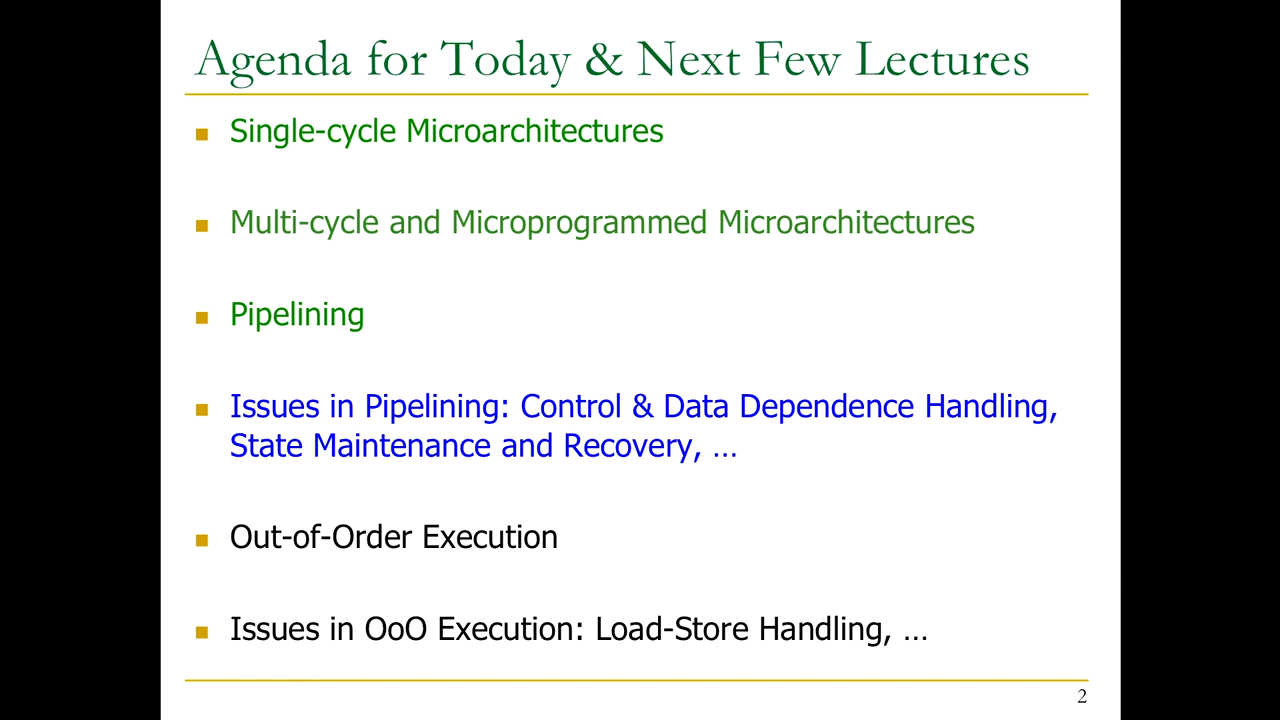 Agenda for Today & Next Few Lectures
Single-cycle Microarchitectures
Multi-cycle and Microprogrammed Microarchitectures
Pipelining
Issues in Pipelining: Control & Data Dependence Handling,
State Maintenance and Recovery, …
Out-of-Order Execution
Issues in OoO Execution: Load-Store Handling, …
2